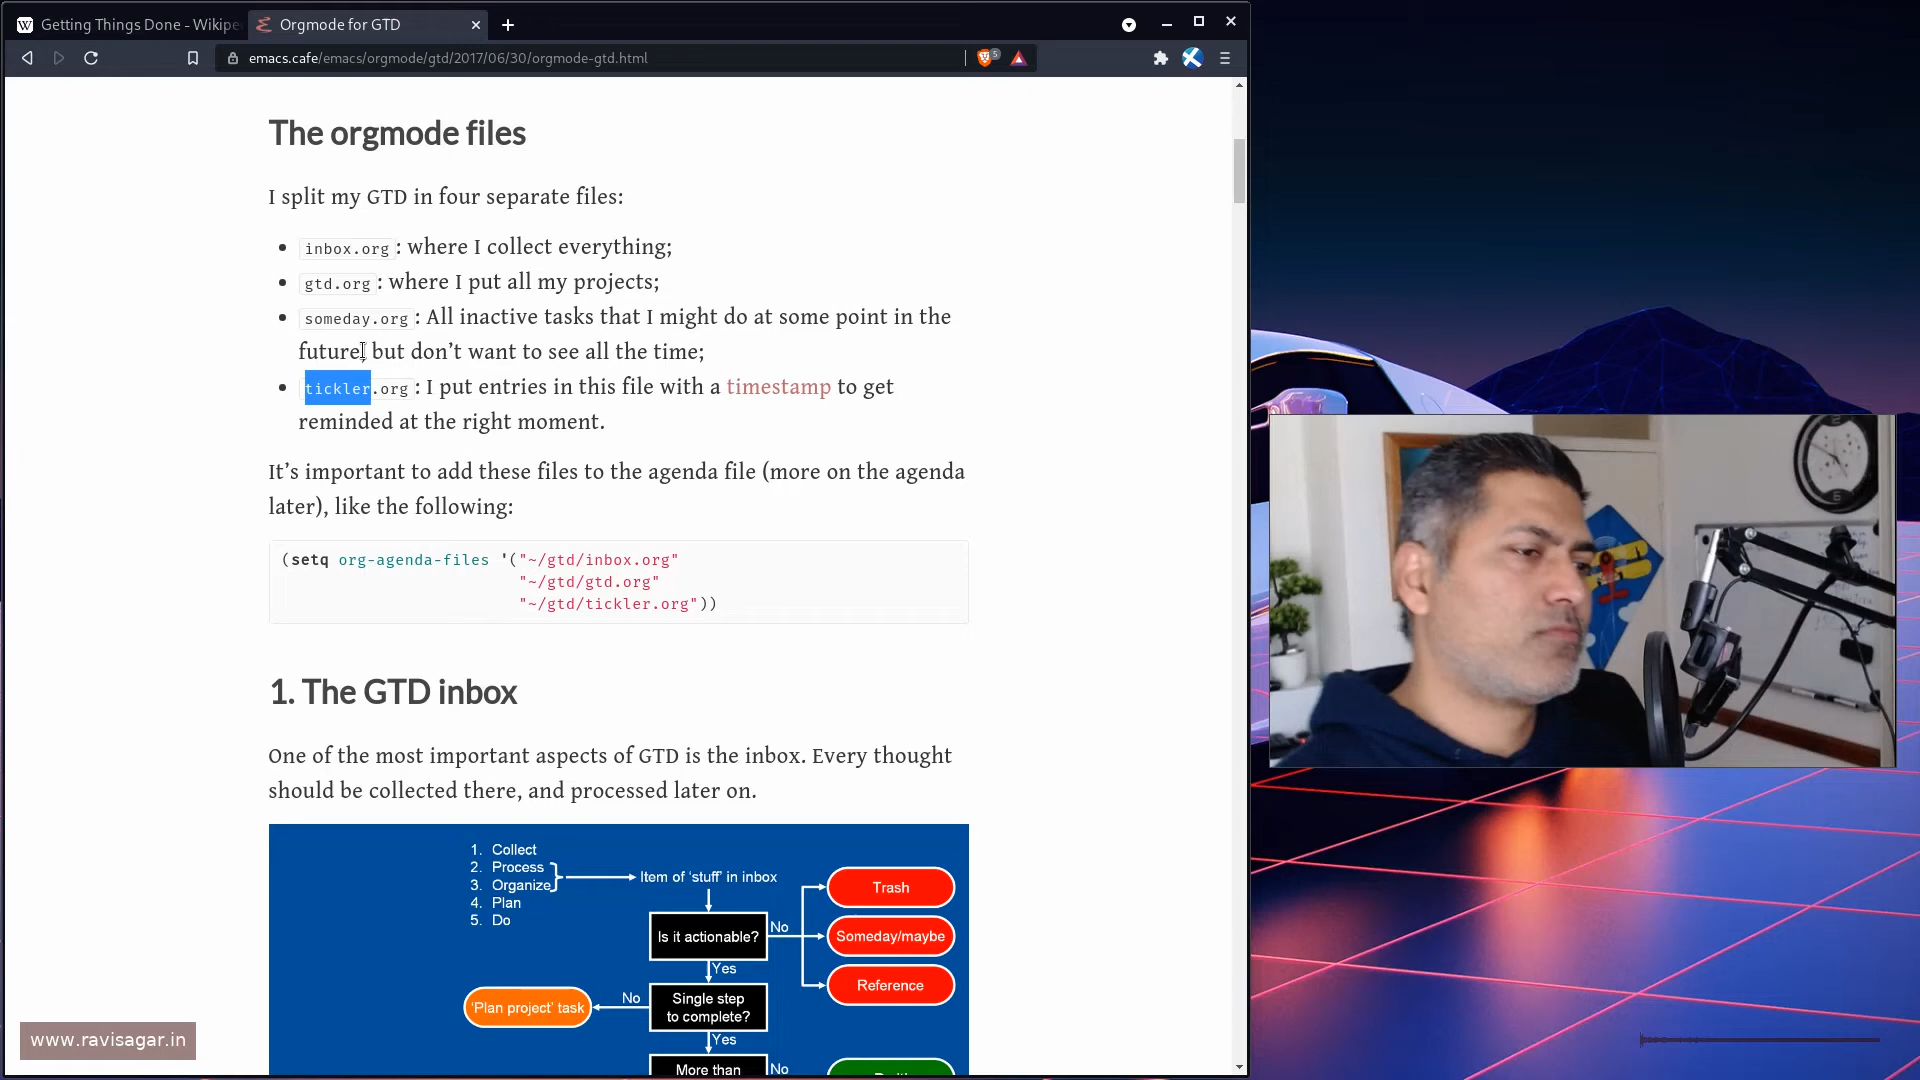 Getting Things Done - Wikipe
Orgmode for GTD
emacs.cafe/emacs/orgmode/gtd/2017/06/30/orgmode-gtd.html
5
The orgmode files
I split my GTD in four separate files:
inbox.org: where I collect everything;
gtd.org: where I put all my projects;
someday.org: All inactive tasks that I might do at some point in the
future, but don’t want to see all the time;
tickler.org: I put entries in this file with a timestamp to get
reminded at the right moment.
It’s important to add these files to the agenda file (more on the agenda
later), like the following:
(setq org-agenda-files '("~/gtd/inbox.org"
"~/gtd/gtd.org"
"~/gtd/tickler.org"))
1. The GTD inbox
One of the most important aspects of GTD is the inbox. Every thought
should be collected there, and processed later on.
1. Collect
2. Process
3. Organize
4. Plan
5. Do
Item of ‘stuff’ in inbox
Trash
Is it actionable?
No
Someday/maybe
Yes
Reference
Single step
to complete?
No
‘Plan project’ task
Yes
More than
No
www.ravisagar.in